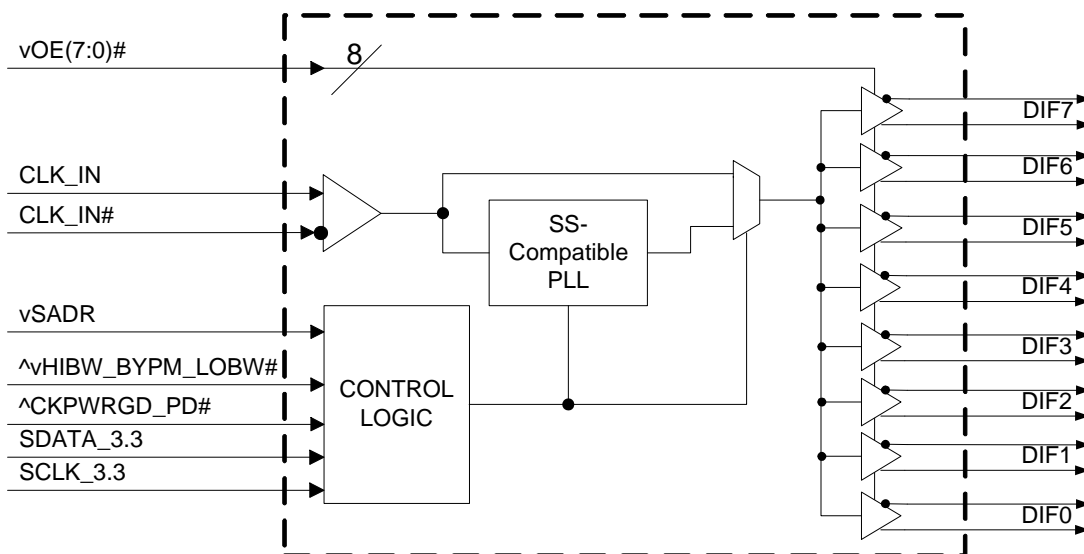 vOE(7:0)#
8
CLK_IN
CLK_IN#
SS-
Compatible
PLL
vSADR
^vHIBW_BYPM_LOBW#
^CKPWRGD_PD#
SDATA_3.3
SCLK_3.3
CONTROL
LOGIC
DIF7
DIF6
DIF5
DIF4
DIF3
DIF2
DIF1
DIF0